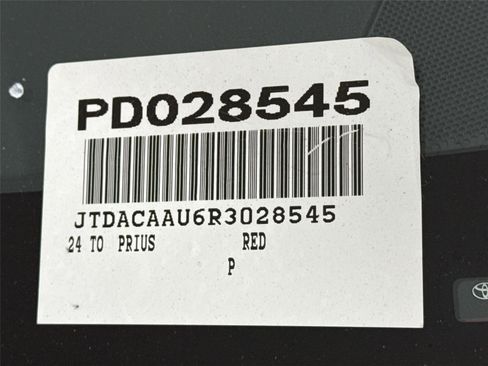 PD028545
JTDACAAU6R3028545
24 TO PRIUS RED
P